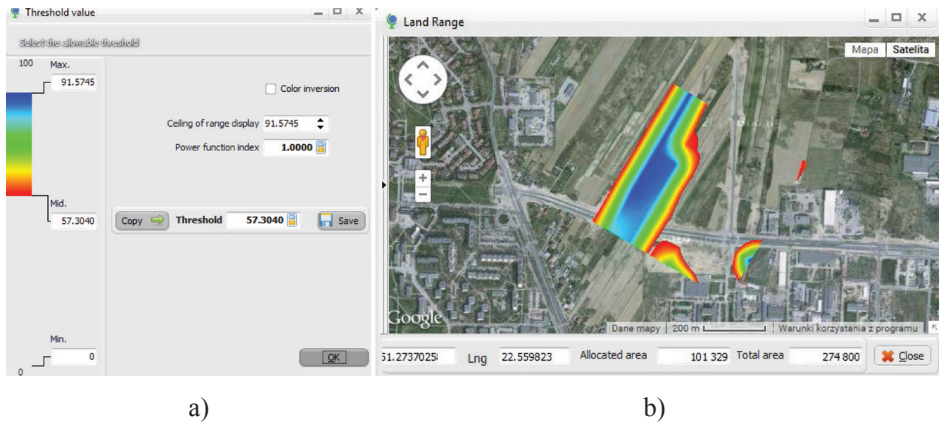 Threshold value
Select the allowable threshold
100 Max.
91.5745
Color inversion
Ceiling of range display 91.5745
Power function index 1.0000
Mid.
57.3040
Copy Threshold 57.3040 Save
Min.
0
0
OK
a)
Land Range
Mapa Satelita
Google
Dane mapy 200 m Warunki korzystania z programu
51.2737025 Lng 22.559823 Allocated area 101 329 Total area 274 800 Close
b)